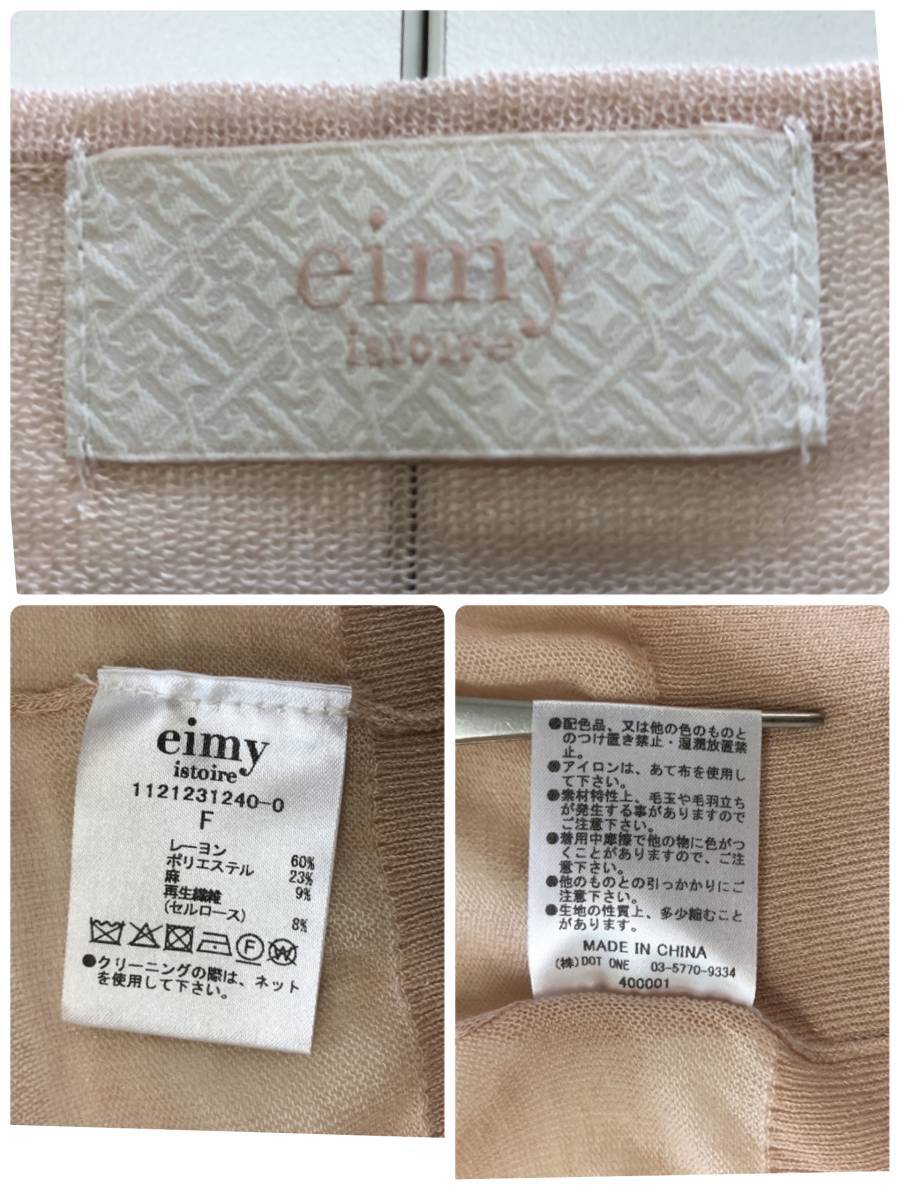 eimy
istoire
eimy
istoire
1121231240-0
F
レーヨン 60%
ポリエステル 23%
麻 9%
再生繊維
(セルロース) 8%
F
W
●クリーニングの際は、ネット
を使用して下さい。
●配色品、又は他の色のものと
のつけ置き禁止・湿潤放置禁
止。
●アイロンは、あて布を使用し
て下さい。
●素材特性上、毛玉や毛羽立ち
が発生する事がありますので
ご注意下さい。
●着用中摩擦で他の物に色がつ
くことがありますので、ご注
意下さい。
●他のものとの引っかかりにご
注意下さい。
●生地の性質上、多少縮むこと
があります。
MADE IN CHINA
(株)DOT ONE 03-5770-9334
400001